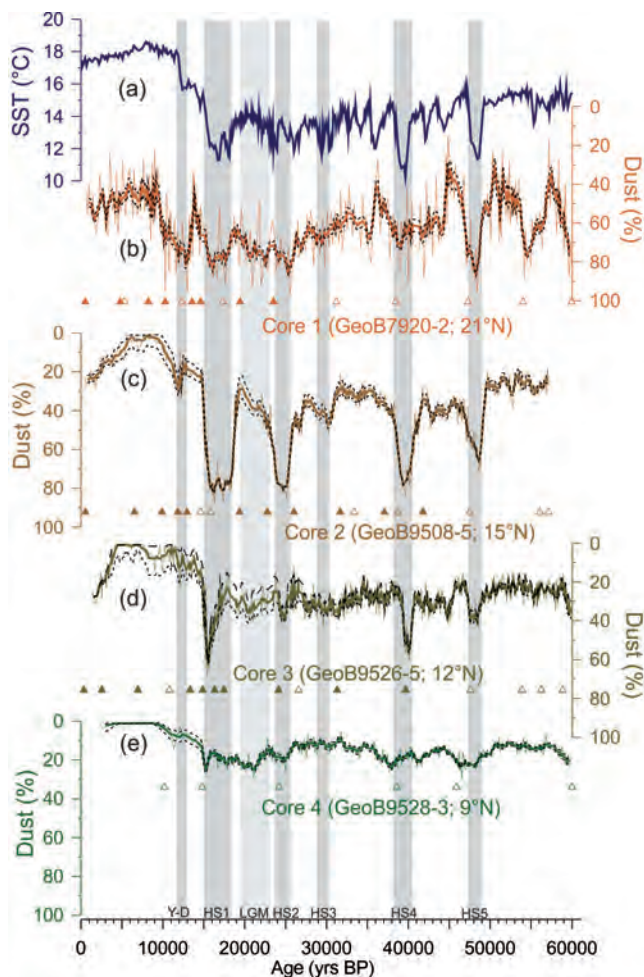 20
18
16
14
12
10
SST (°C)
(a)
0
20
40
60
80
100
Dust (%)
(b)
Core 1 (GeoB7920-2; 21°N)
0
20
40
60
80
100
Dust (%)
(c)
Core 2 (GeoB9508-5; 15°N)
0
20
40
60
80
100
Dust (%)
(d)
Core 3 (GeoB9526-5; 12°N)
0
20
40
60
80
100
Dust (%)
(e)
Core 4 (GeoB9528-3; 9°N)
Y-D HS1 LGM HS2 HS3 HS4 HS5
0 10000 20000 30000 40000 50000 60000
Age (yrs BP)